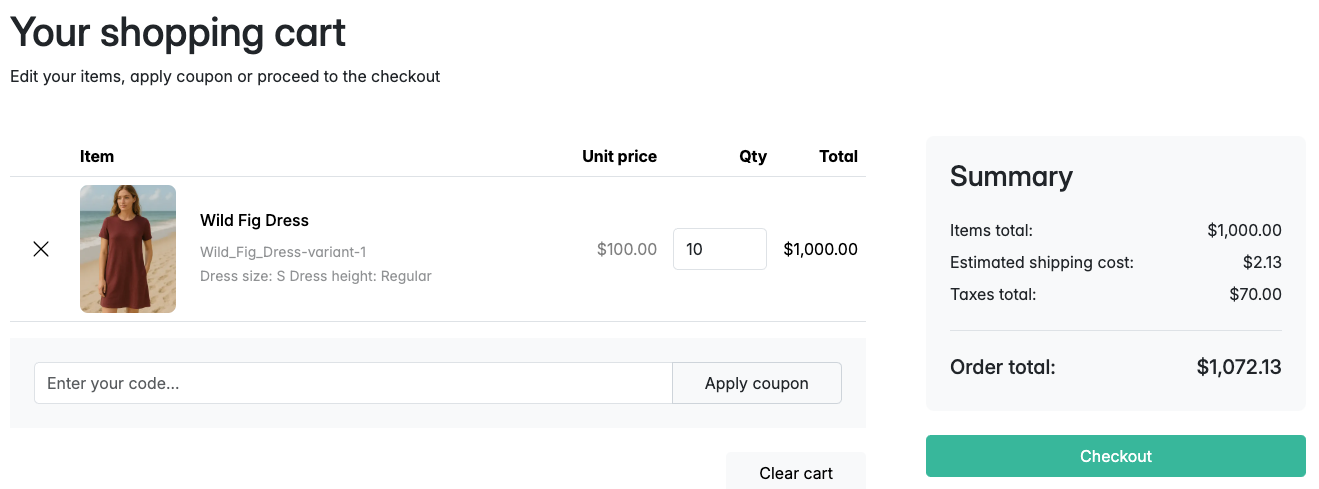 Your shopping cart
Edit your items, apply coupon or proceed to the checkout
Item Unit price Qty Total
Wild Fig Dress
Wild_Fig_Dress-variant-1
Dress size: S Dress height: Regular
$100.00 10 $1,000.00
Enter your code... Apply coupon
Clear cart
Summary
Items total: $1,000.00
Estimated shipping cost: $2.13
Taxes total: $70.00
Order total: $1,072.13
Checkout